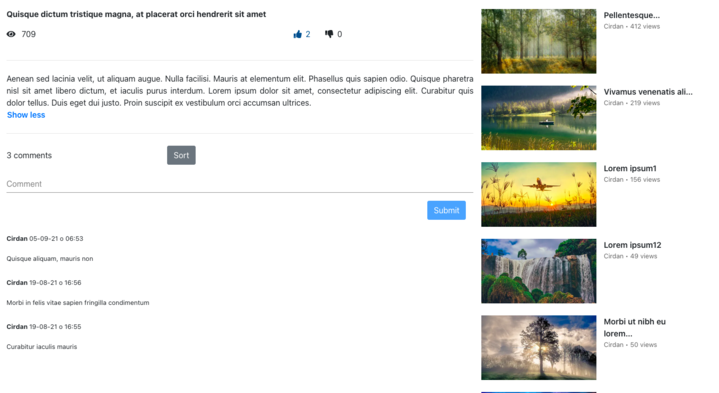 Quisque dictum tristique magna, at placerat orci hendrerit sit amet
709
2
0
Aenean sed lacinia velit, ut aliquam augue. Nulla facilisi. Mauris at elementum elit. Phasellus quis sapien odio. Quisque pharetra
nisl sit amet libero dictum, et iaculis purus interdum. Lorem ipsum dolor sit amet, consectetur adipiscing elit. Curabitur quis
dolor tellus. Duis eget dui justo. Proin suscipit ex vestibulum orci accumsan ultrices.
Show less
3 comments
Sort
Comment
Submit
Cirdan 05-09-21 o 06:53
Quisque aliquam, mauris non
Cirdan 19-08-21 o 16:56
Morbi in felis vitae sapien fringilla condimentum
Cirdan 19-08-21 o 16:55
Curabitur iaculis mauris
Pellentesque...
Cirdan • 412 views
Vivamus venenatis ali...
Cirdan • 219 views
Lorem ipsum1
Cirdan • 156 views
Lorem ipsum12
Cirdan • 49 views
Morbi ut nibh eu
lorem...
Cirdan • 50 views